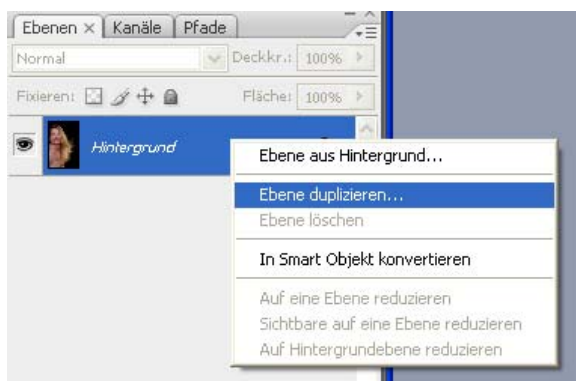 Ebenen × Kanäle Pfade
Normal Deckkr.: 100%
Fixieren: Fläche: 100%
Hintergrund
Ebene aus Hintergrund...
Ebene duplizieren...
Ebene löschen
In Smart Objekt konvertieren
Auf eine Ebene reduzieren
Sichtbare auf eine Ebene reduzieren
Auf Hintergrundebene reduzieren